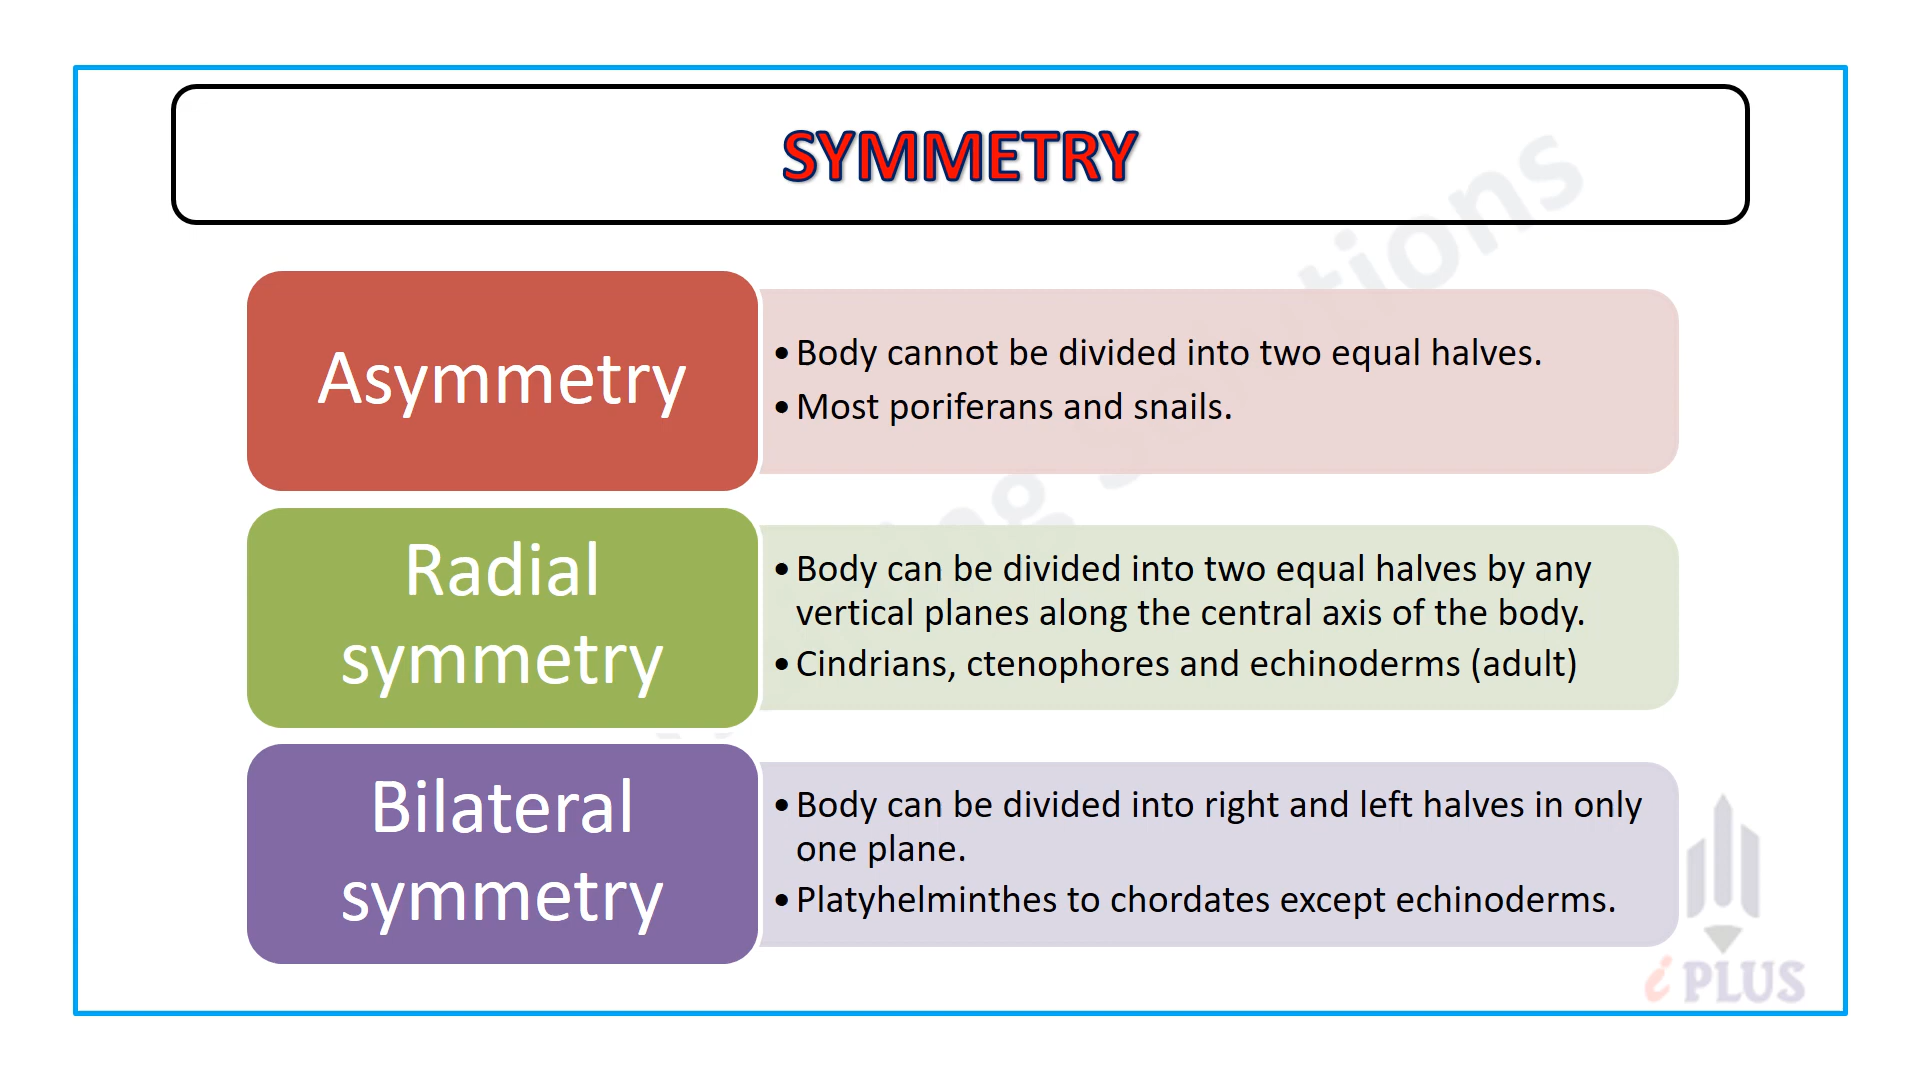 SYMMETRY
Asymmetry
•Body cannot be divided into two equal halves.
•Most poriferans and snails.
Radial
symmetry
•Body can be divided into two equal halves by any
vertical planes along the central axis of the body.
•Cindrians, ctenophores and echinoderms (adult)
Bilateral
symmetry
•Body can be divided into right and left halves in only
one plane.
•Platyhelminthes to chordates except echinoderms.
i PLUS